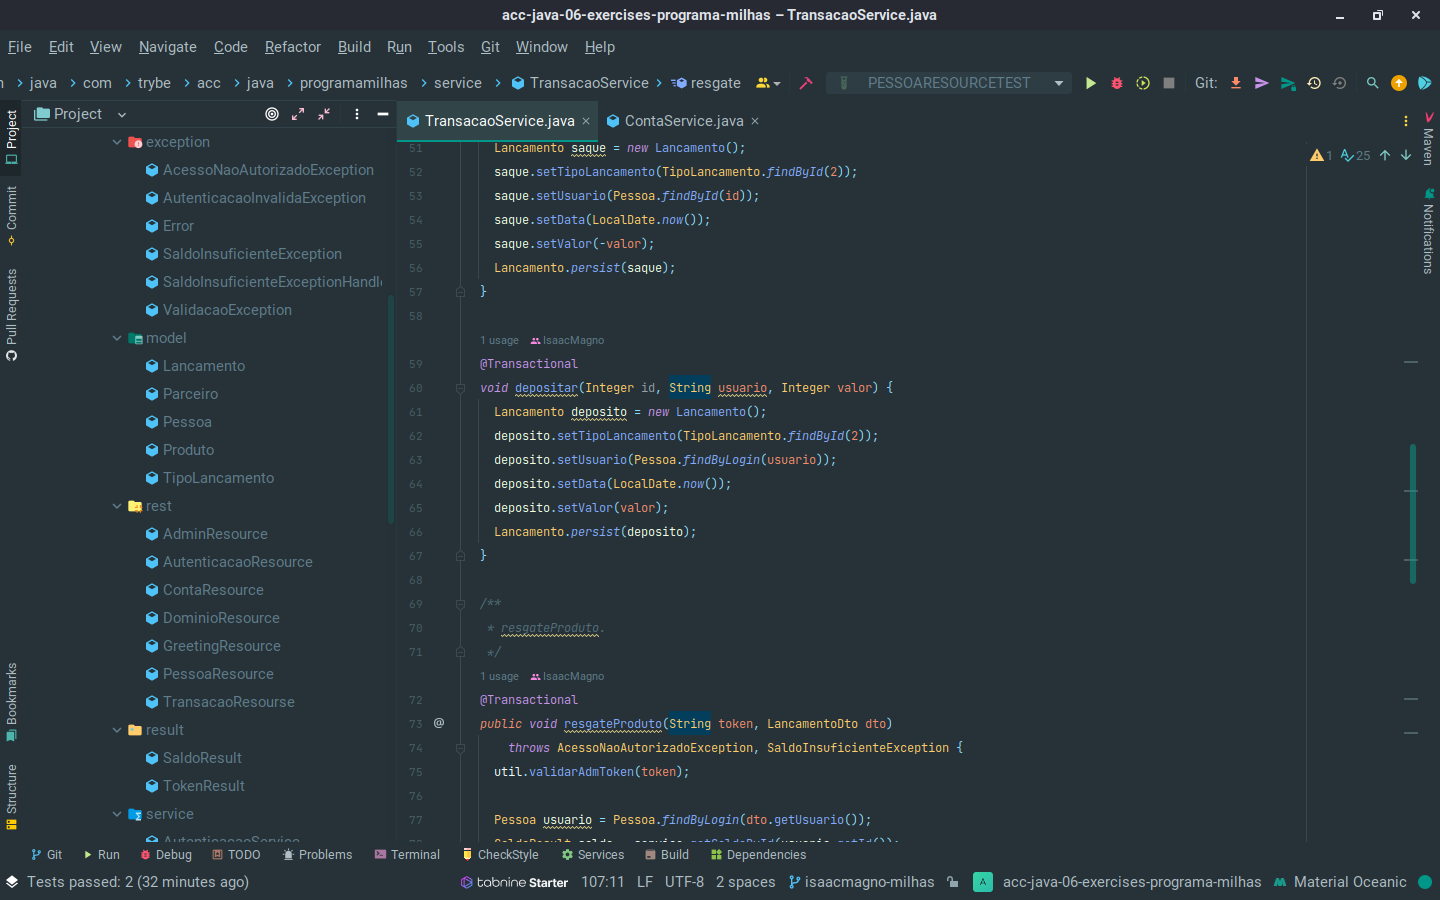 acc-java-06-exercises-programa-milhas – TransacaoService.java
File Edit View Navigate Code Refactor Build Run Tools Git Window Help
java com trybe acc java programamilhas service TransacaoService resgate PESSOARESOURCETEST Git:
Project
Project
TransacaoService.java
ContaService.java
Maven
Notifications
Commit
Pull Requests
Bookmarks
Structure
exception
AcessoNaoAutorizadoException
AutenticacaoInvalidaException
Error
SaldoInsuficienteException
SaldoInsuficienteExceptionHandle
ValidacaoException
model
Lancamento
Parceiro
Pessoa
Produto
TipoLancamento
rest
AdminResource
AutenticacaoResource
ContaResource
DominioResource
GreetingResource
PessoaResource
TransacaoResourse
result
SaldoResult
TokenResult
service
AutenticacaoService
1 25
51 Lancamento saque = new Lancamento();
52 saque.setTipoLancamento(TipoLancamento.findById(2));
53 saque.setUsuario(Pessoa.findById(id));
54 saque.setData(LocalDate.now());
55 saque.setValor(-valor);
56 Lancamento.persist(saque);
57 }
58
1 usage IsaacMagno
59 @Transactional
60 void depositar(Integer id, String usuario, Integer valor) {
61 Lancamento deposito = new Lancamento();
62 deposito.setTipoLancamento(TipoLancamento.findById(2));
63 deposito.setUsuario(Pessoa.findByLogin(usuario));
64 deposito.setData(LocalDate.now());
65 deposito.setValor(valor);
66 Lancamento.persist(deposito);
67 }
68
69 /**
70 * resgateProduto.
71 */
1 usage IsaacMagno
72 @Transactional
73 @ public void resgateProduto(String token, LancamentoDto dto)
74 throws AcessoNaoAutorizadoException, SaldoInsuficienteException {
75 util.validarAdmToken(token);
76
77 Pessoa usuario = Pessoa.findByLogin(dto.getUsuario());
Git Run Debug TODO Problems Terminal CheckStyle Services Build Dependencies
Tests passed: 2 (32 minutes ago) tabnine Starter 107:11 LF UTF-8 2 spaces isaacmagno-milhas A acc-java-06-exercises-programa-milhas Material Oceanic